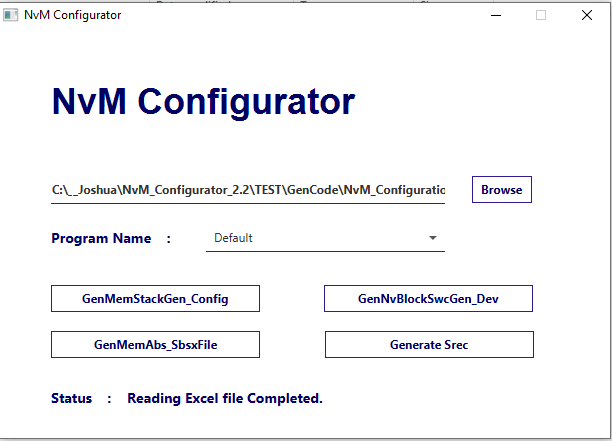 NvM Configurator
NvM Configurator
C:\__Joshua\NvM_Configurator_2.2\TEST\GenCode\NvM_Configuratio
Browse
Program Name :
Default
GenMemStackGen_Config
GenNvBlockSwcGen_Dev
GenMemAbs_SbsxFile
Generate Srec
Status : Reading Excel file Completed.